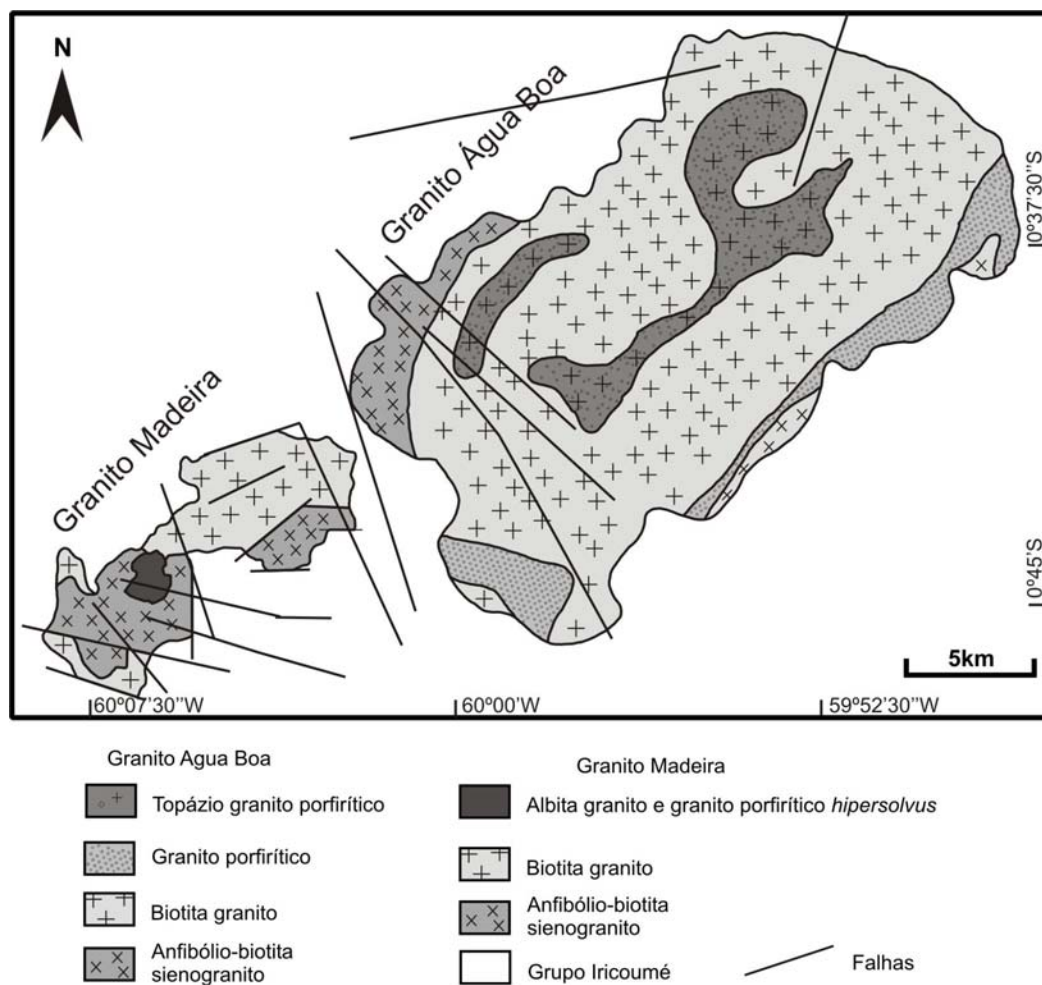 N
Granito Água Boa
Granito Madeira
0º37'30''S
0º45'S
5km
60º07'30''W
60º00'W
59º52'30''W
Granito Agua Boa
Topázio granito porfirítico
Granito porfirítico
Biotita granito
Anfibólio-biotita
sienogranito
Granito Madeira
Albita granito e granito porfirítico hipersolvus
Biotita granito
Anfibólio-biotita
sienogranito
Grupo Iricoumé
Falhas